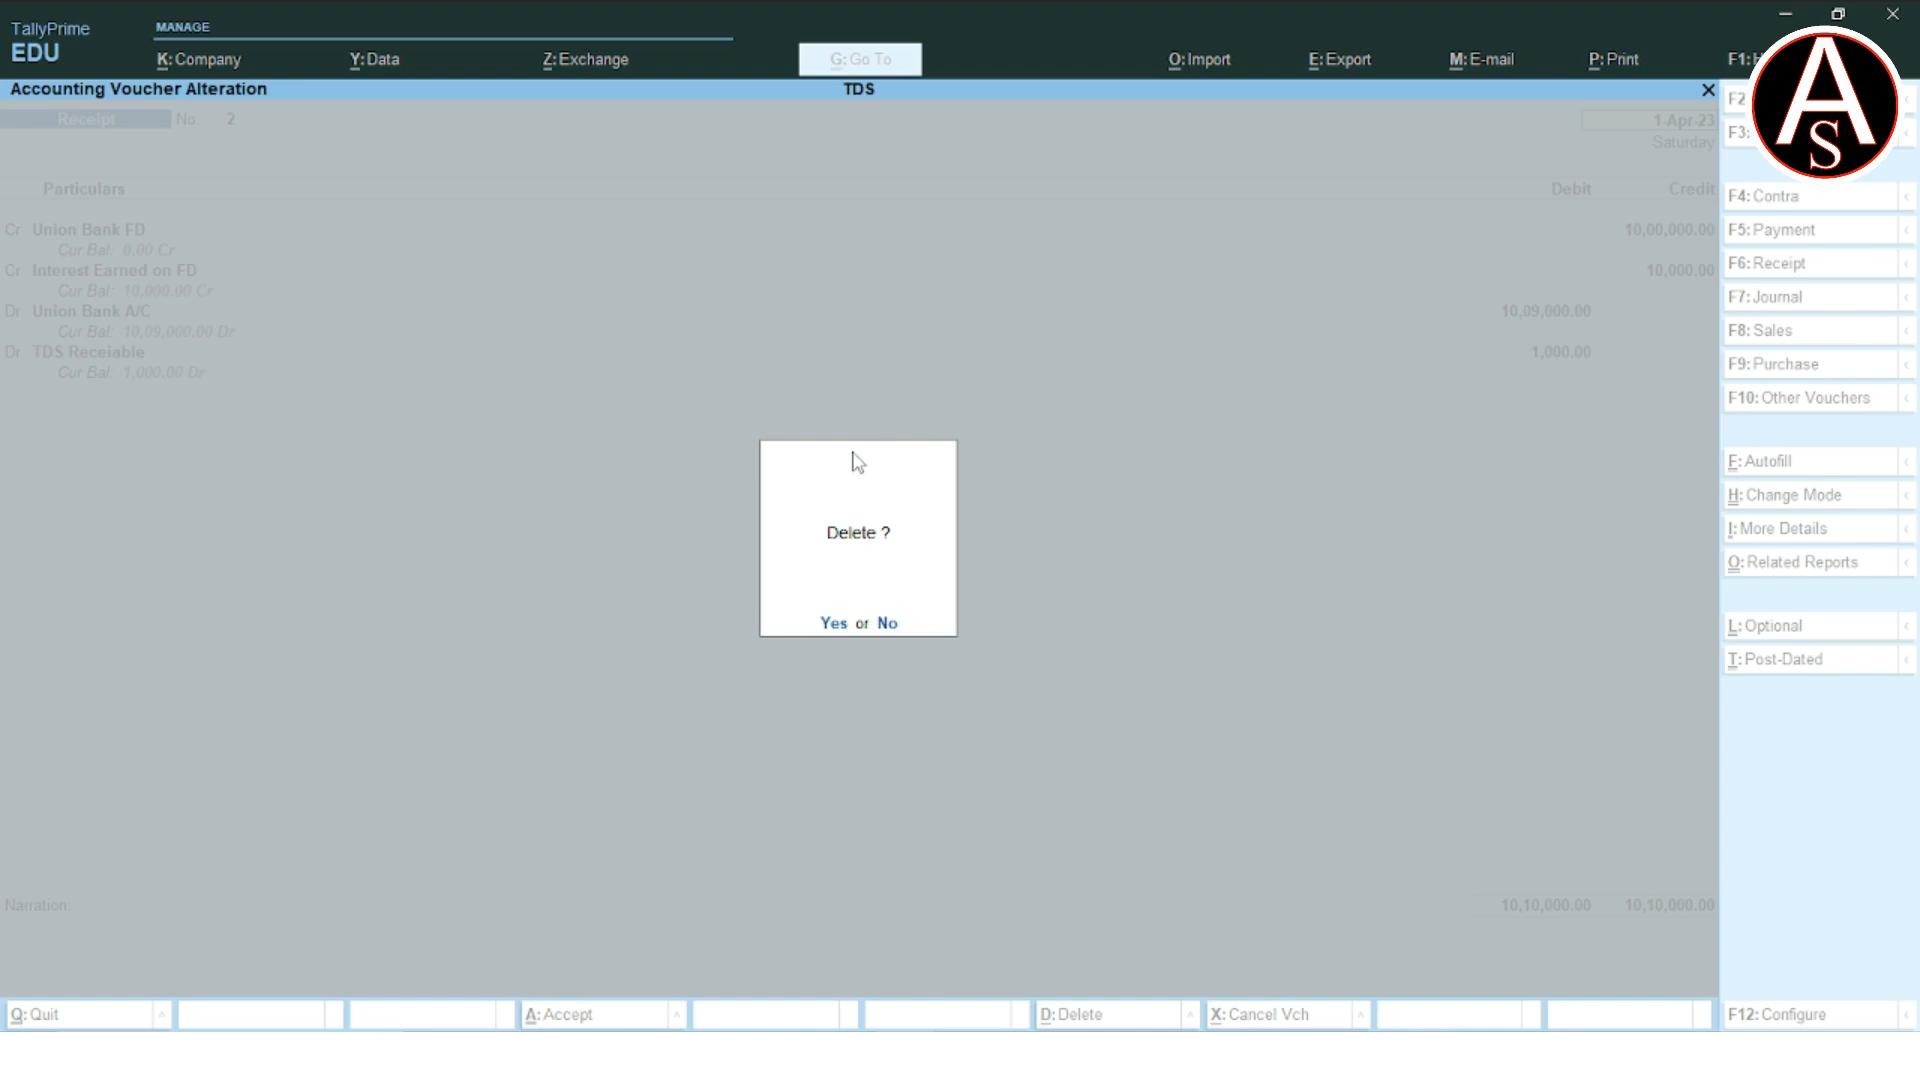 TallyPrime
EDU
MANAGE
K: Company
Y: Data
Z: Exchange
G: Go To
O: Import
E: Export
M: E-mail
P: Print
F1:
Accounting Voucher Alteration
TDS
Receipt No. 2
1-Apr-23
Saturday
Particulars Debit Credit
Cr Union Bank FD 10,00,000.00
Cur Bal: 0.00 Cr
Cr Interest Earned on FD 10,000.00
Cur Bal: 10,000.00 Cr
Dr Union Bank A/C 10,09,000.00
Cur Bal: 10,09,000.00 Dr
Dr TDS Receiable 1,000.00
Cur Bal: 1,000.00 Dr
Delete ?
Yes or No
Narration:
10,10,000.00 10,10,000.00
Q: Quit
A: Accept
D: Delete
X: Cancel Vch
F2
F3:
F4: Contra
F5: Payment
F6: Receipt
F7: Journal
F8: Sales
F9: Purchase
F10: Other Vouchers
F: Autofill
H: Change Mode
I: More Details
O: Related Reports
L: Optional
T: Post-Dated
F12: Configure
AS